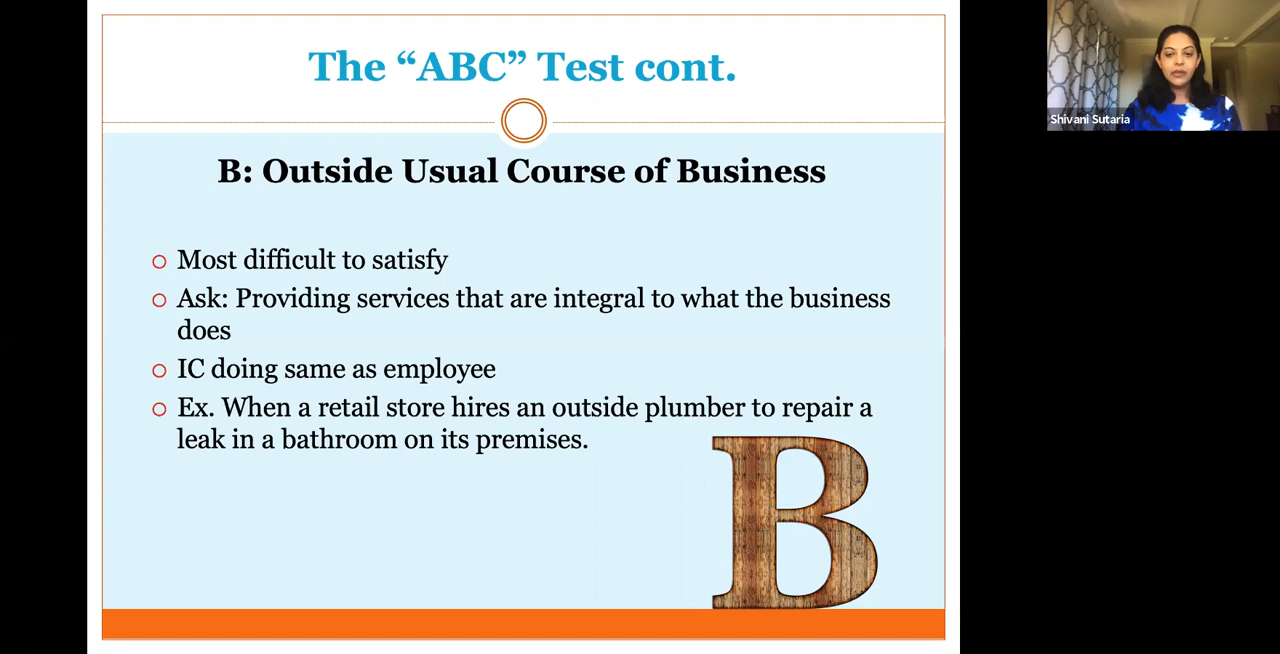 The “ABC” Test cont.
B: Outside Usual Course of Business
Most difficult to satisfy
Ask: Providing services that are integral to what the business
does
IC doing same as employee
Ex. When a retail store hires an outside plumber to repair a
leak in a bathroom on its premises.
B
Shivani Sutaria